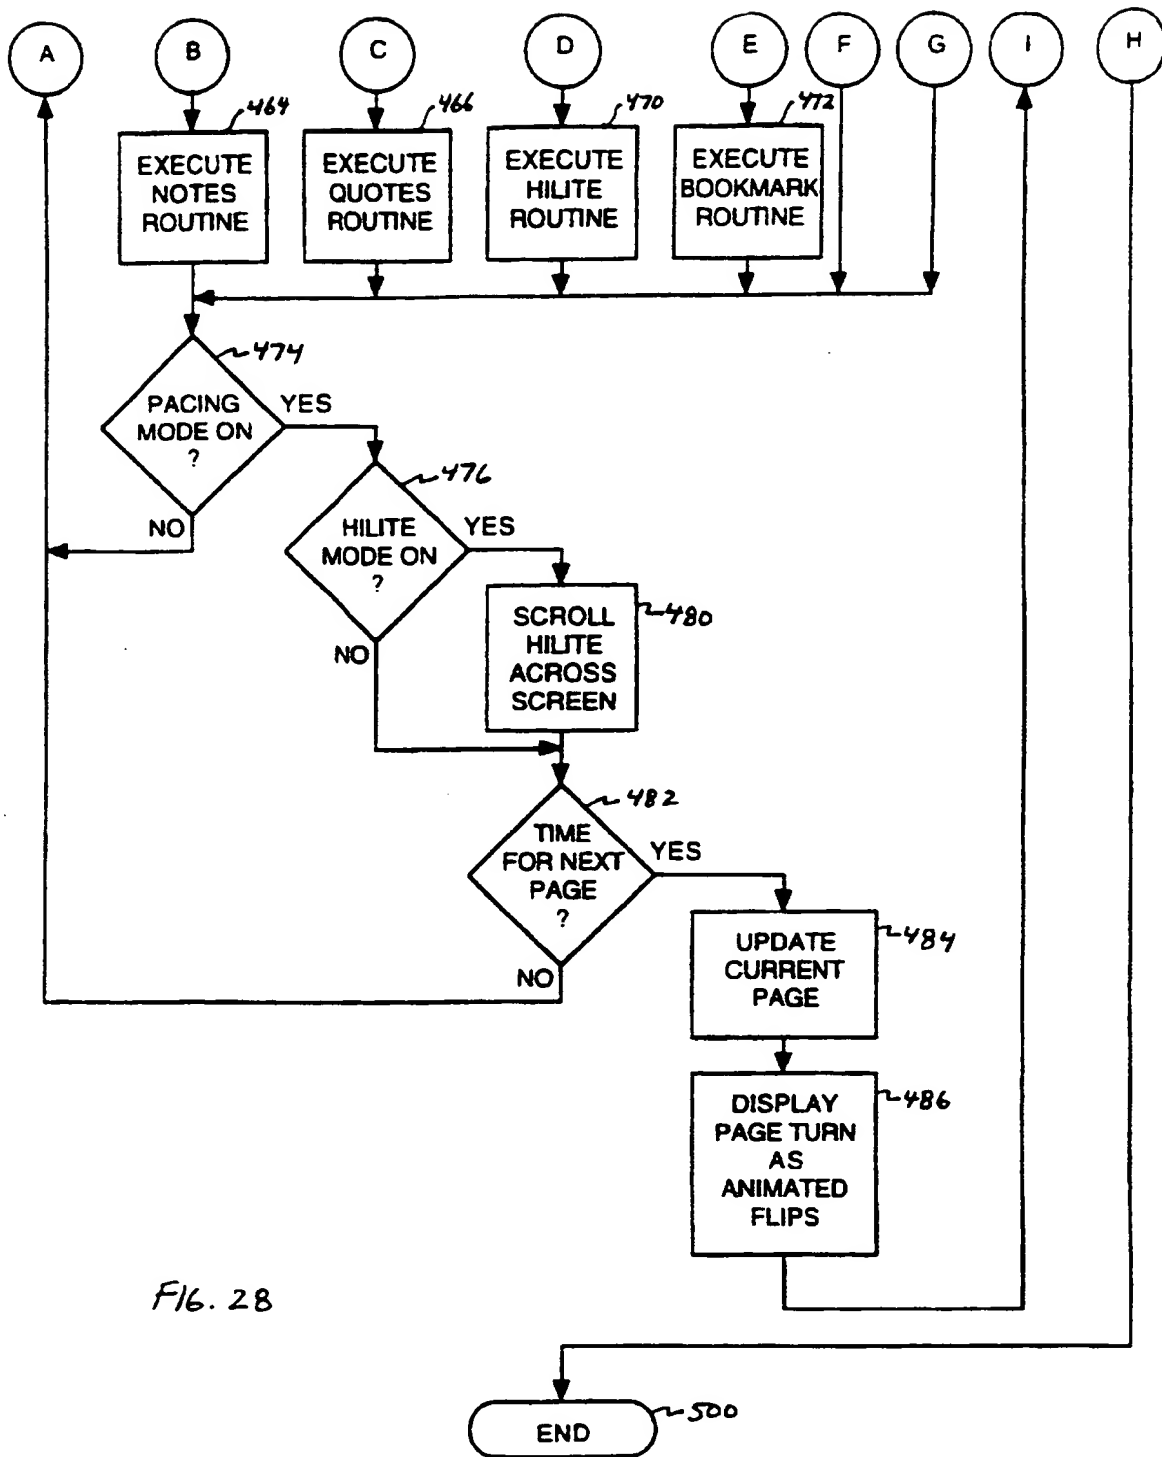 A
B
C
D
E
F
G
I
H
464
466
470
472
EXECUTE
NOTES
ROUTINE
EXECUTE
QUOTES
ROUTINE
EXECUTE
HILITE
ROUTINE
EXECUTE
BOOKMARK
ROUTINE
474
PACING
MODE ON
?
YES
NO
476
HILITE
MODE ON
?
YES
NO
480
SCROLL
HILITE
ACROSS
SCREEN
482
TIME
FOR NEXT
PAGE
?
YES
NO
484
UPDATE
CURRENT
PAGE
486
DISPLAY
PAGE TURN
AS
ANIMATED
FLIPS
FIG. 28
500
END